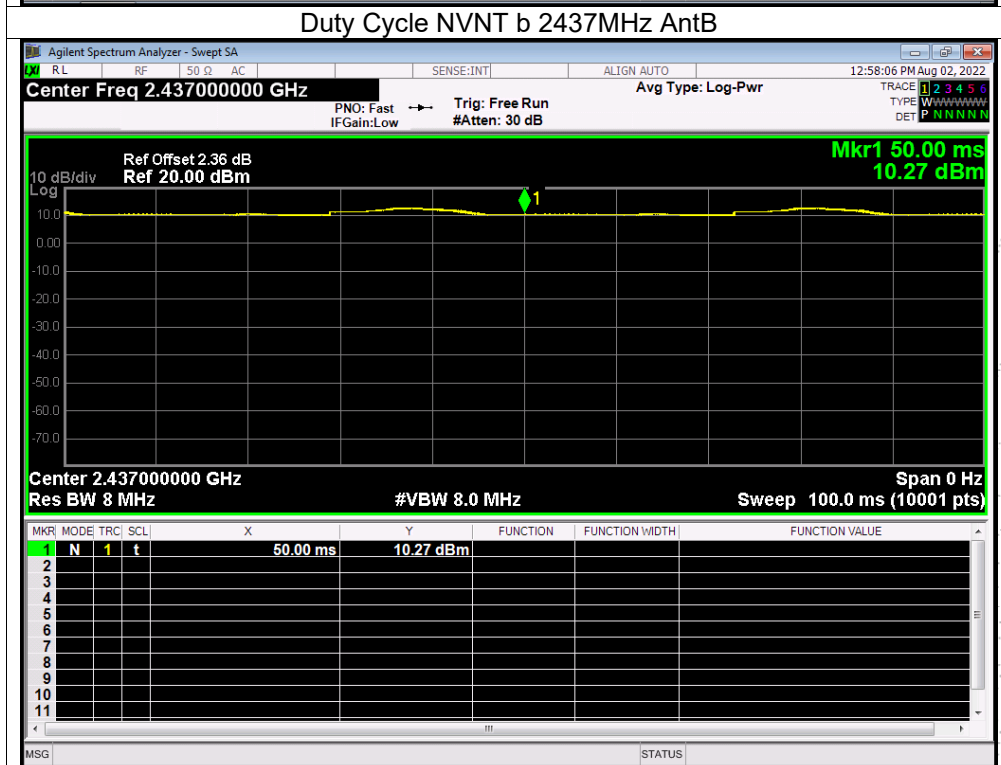 Duty Cycle NVNT b 2437MHz AntB
Agilent Spectrum Analyzer - Swept SA
LXI RL RF 50 Ω AC SENSE:INT ALIGN AUTO 12:58:06 PM Aug 02, 2022
Center Freq 2.437000000 GHz Avg Type: Log-Pwr TRACE 1 2 3 4 5 6
PNO: Fast Trig: Free Run TYPE WWWWWW
IFGain:Low #Atten: 30 dB DET P N N N N N
Mkr1 50.00 ms
Ref Offset 2.36 dB
10 dB/div Ref 20.00 dBm 10.27 dBm
Log
1
10.0
0.00
-10.0
-20.0
-30.0
-40.0
-50.0
-60.0
-70.0
Center 2.437000000 GHz Span 0 Hz
Res BW 8 MHz #VBW 8.0 MHz Sweep 100.0 ms (10001 pts)
MKR MODE TRC SCL X Y FUNCTION FUNCTION WIDTH FUNCTION VALUE
1 N 1 t 50.00 ms 10.27 dBm
2
3
4
5
6
7
8
9
10
11
MSG STATUS